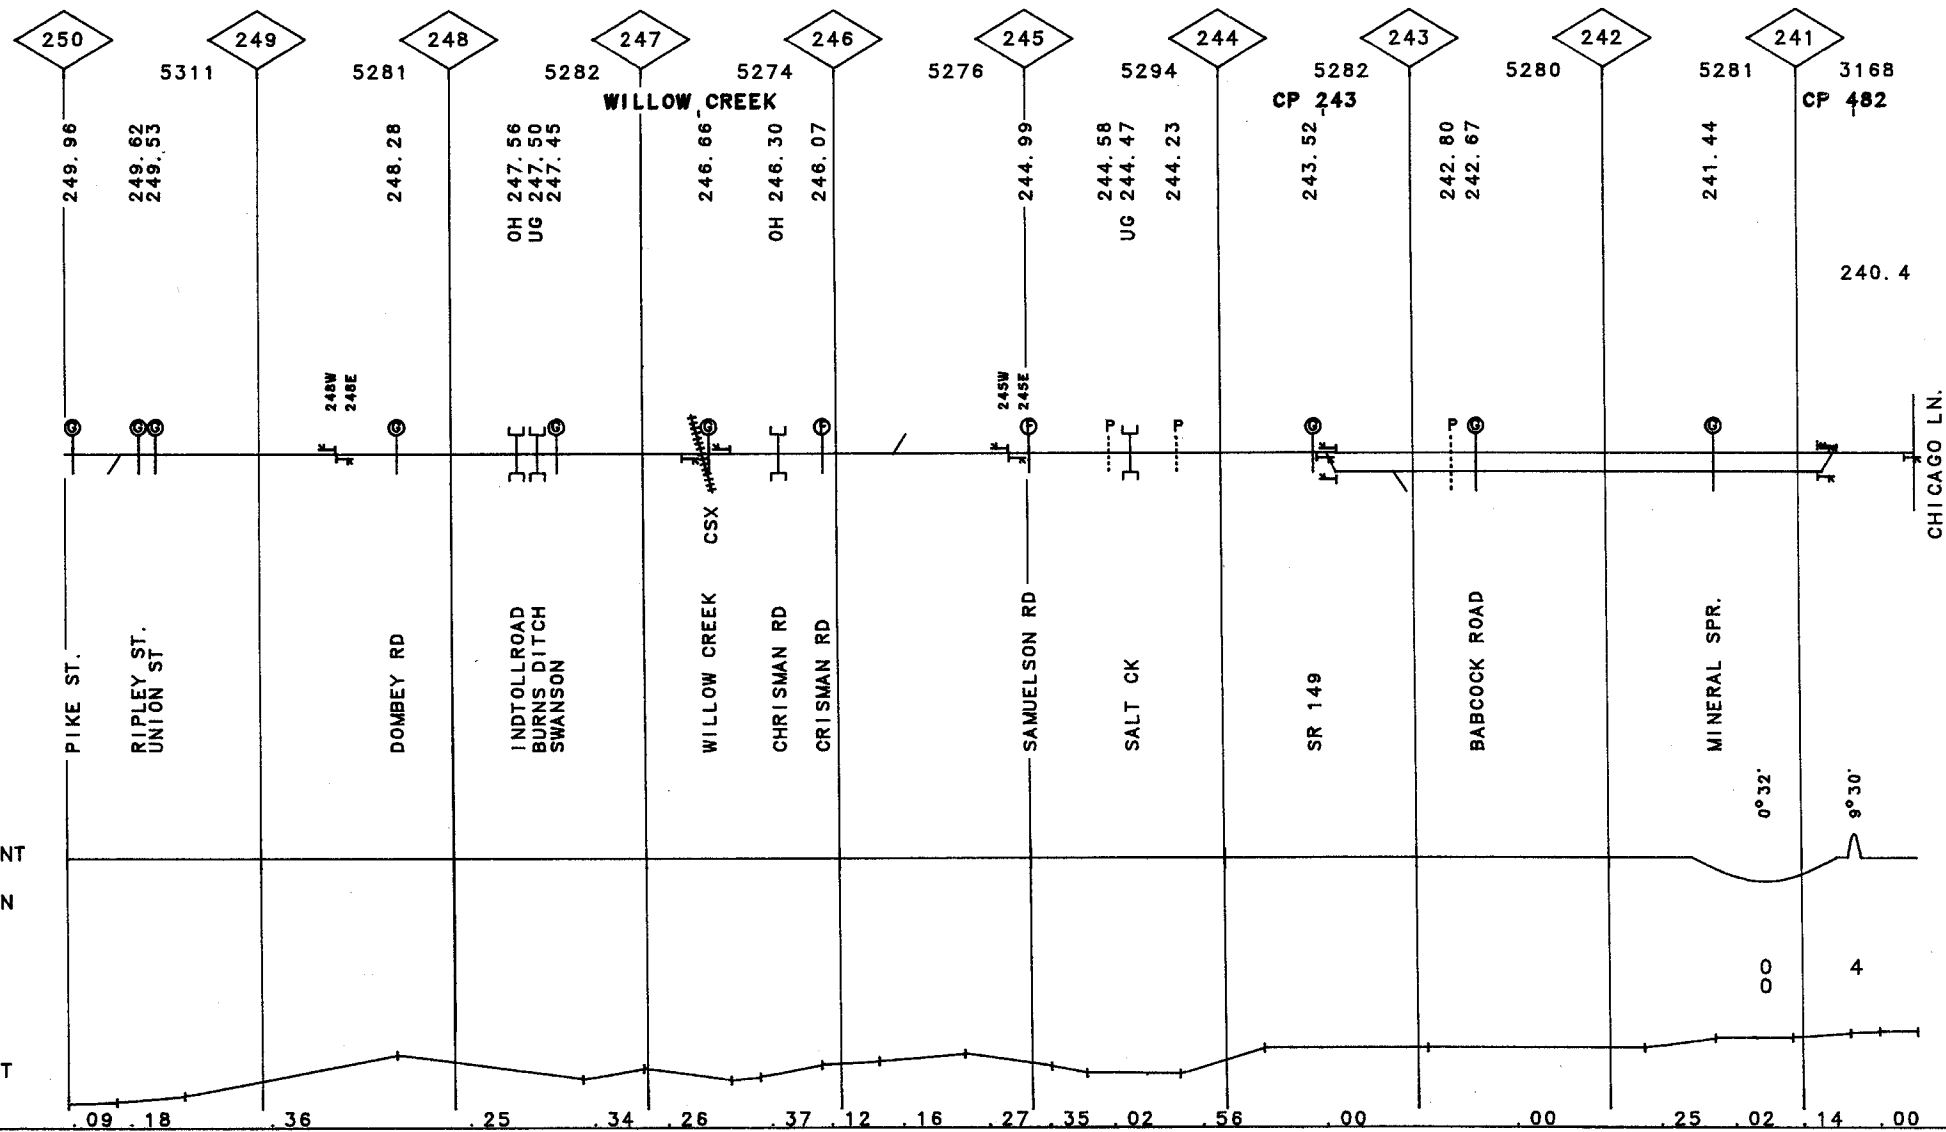 250 249 248 247 246 245 244 243 242 241
5311 5281 5282 5274 5276 5294 5282 5280 5281 3168
WILLOW CREEK
CP 243
CP 482
249.96
249.62
249.53
248.28
OH 247.56
UG 247.50
247.45
246.66
OH 246.30
246.07
244.99
244.58
UG 244.47
244.23
243.52
242.80
242.67
241.44
240.4
248W
248E
245W
245E
G G G G G G F F P P G P G G
CHICAGO LN.
CSX
PIKE ST.
RIPLEY ST.
UNION ST
DOMBEY RD
INDTOLLROAD
BURNS DITCH
SWANSON
WILLOW CREEK
CHRISMAN RD
CRISMAN RD
SAMUELSON RD
SALT CK
SR 149
BABCOCK ROAD
MINERAL SPR.
0°32'
9°30'
NT
N
0 4
0
T
.09 .18 .36 .25 .34 .26 .37 .12 .16 .27 .35 .02 .56 .00 .00 .25 .02 .14 .00